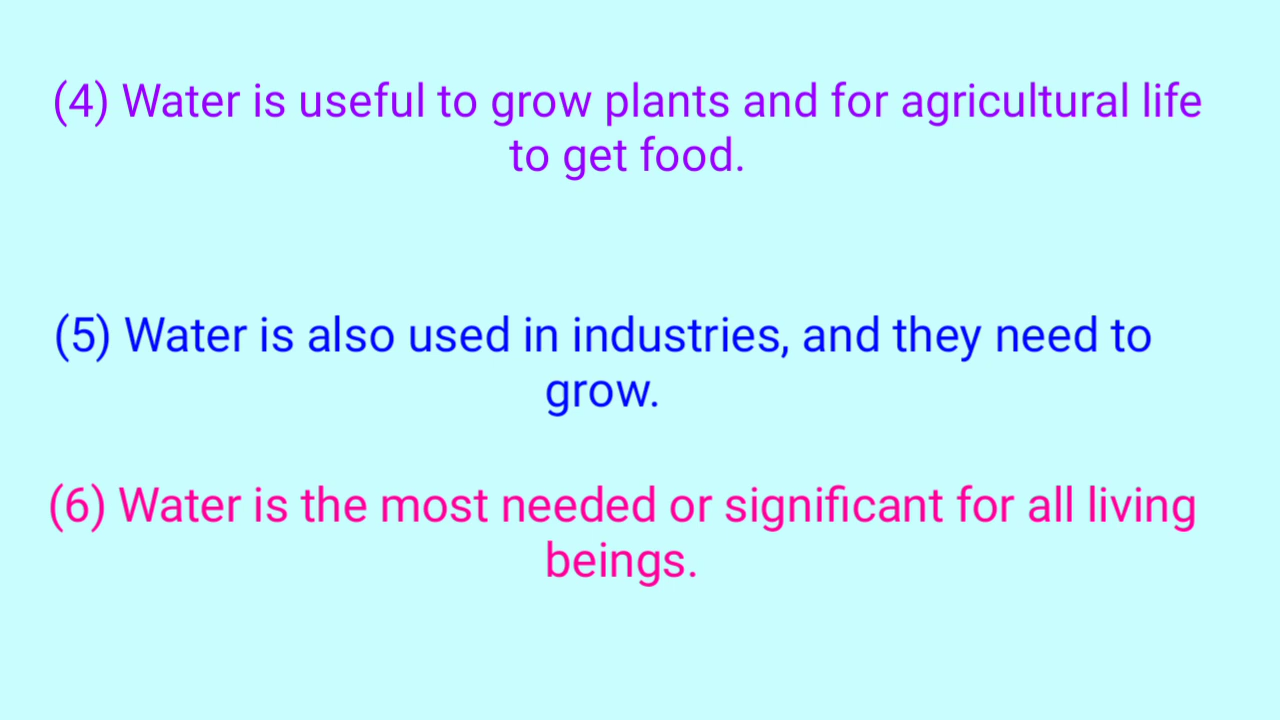 (4) Water is useful to grow plants and for agricultural life
to get food.
(5) Water is also used in industries, and they need to
grow.
(6) Water is the most needed or significant for all living
beings.